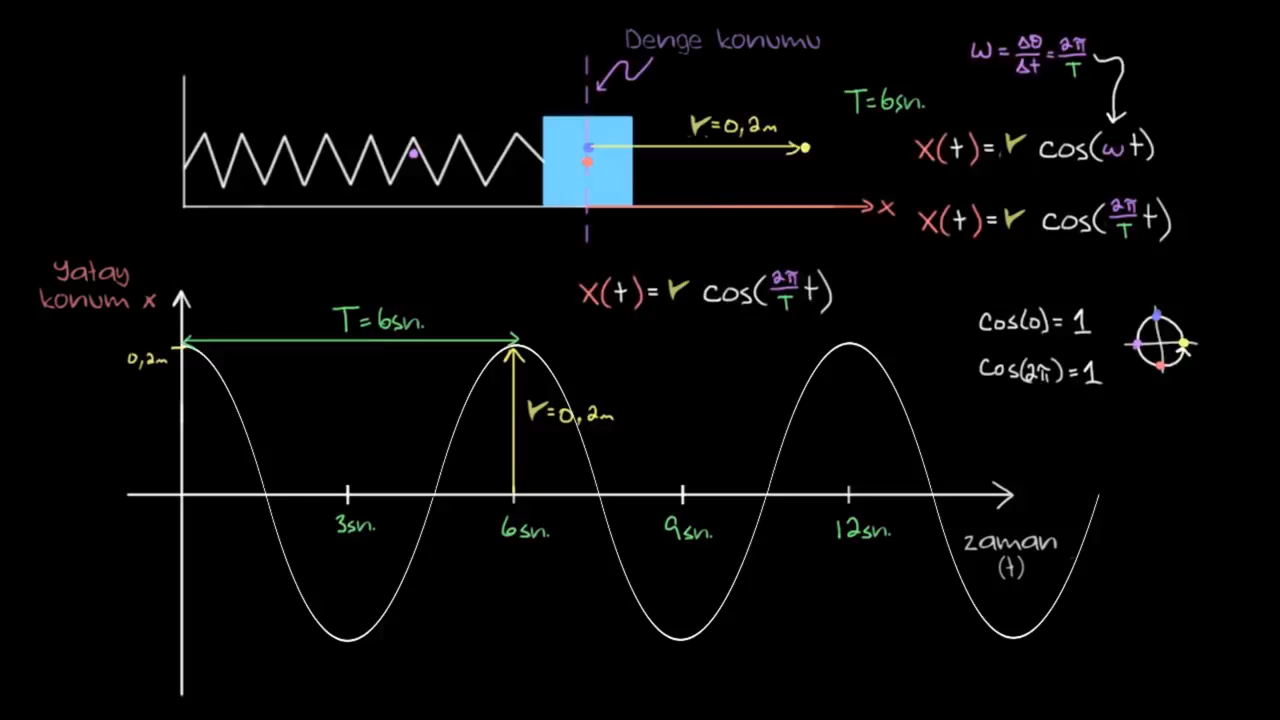 Denge konumu
ω = Δθ/Δt = 2π/T
T=6sn.
r=0,2m
x(t) = r cos(ωt)
x
x(t) = r cos(2π/T t)
Yatay
konum x
x(t) = r cos(2π/T t)
T=6sn.
cos(0) = 1
0,2m
cos(2π) = 1
r=0,2m
3sn. 6sn. 9sn. 12sn.
zaman
(t)